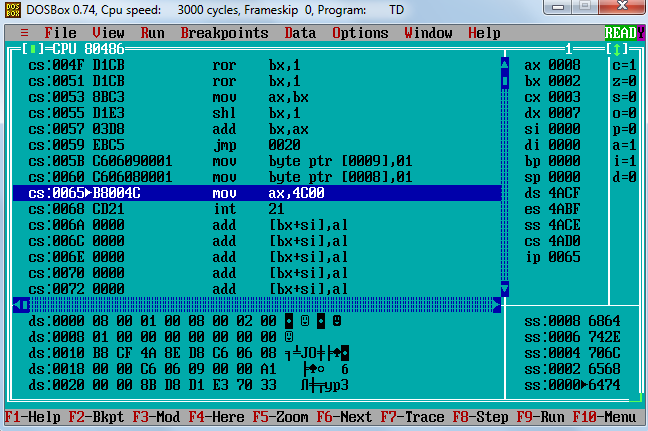 DOSBox 0.74, Cpu speed: 3000 cycles, Frameskip 0, Program: TD
≡ File View Run Breakpoints Data Options Window Help READY
[▪]=CPU 80486 1 [↕]
cs:004F D1CB ror bx,1 ax 0008 c=1
cs:0051 D1CB ror bx,1 bx 0002 z=0
cs:0053 8BC3 mov ax,bx cx 0003 s=0
cs:0055 D1E3 shl bx,1 dx 0007 o=0
cs:0057 03D8 add bx,ax si 0000 p=0
cs:0059 EBC5 jmp 0020 di 0000 a=1
cs:005B C606090001 mov byte ptr [0009],01 bp 0000 i=1
cs:0060 C606080001 mov byte ptr [0008],01 sp 0000 d=0
cs:0065►B8004C mov ax,4C00 ds 4ACF
cs:0068 CD21 int 21 es 4ABF
cs:006A 0000 add [bx+si],al ss 4ACE
cs:006C 0000 add [bx+si],al cs 4AD0
cs:006E 0000 add [bx+si],al ip 0065
cs:0070 0000 add [bx+si],al
cs:0072 0000 add [bx+si],al
ds:0000 08 00 01 00 08 00 02 00 ◘ ☺ ◘ ☻ ss:0008 6864
ds:0008 01 00 00 00 00 00 00 00 ☺ ss:0006 742E
ds:0010 B8 CF 4A 8E D8 C6 06 08 ╕╧JÄ╪╞♠◘ ss:0004 706C
ds:0018 00 00 C6 06 09 00 00 A1 ╞♠○ ss:0002 6568
ds:0020 00 00 8B D8 D1 E3 70 33 p3 ss:0000►6474
F1-Help F2-Bkpt F3-Mod F4-Here F5-Zoom F6-Next F7-Trace F8-Step F9-Run F10-Menu